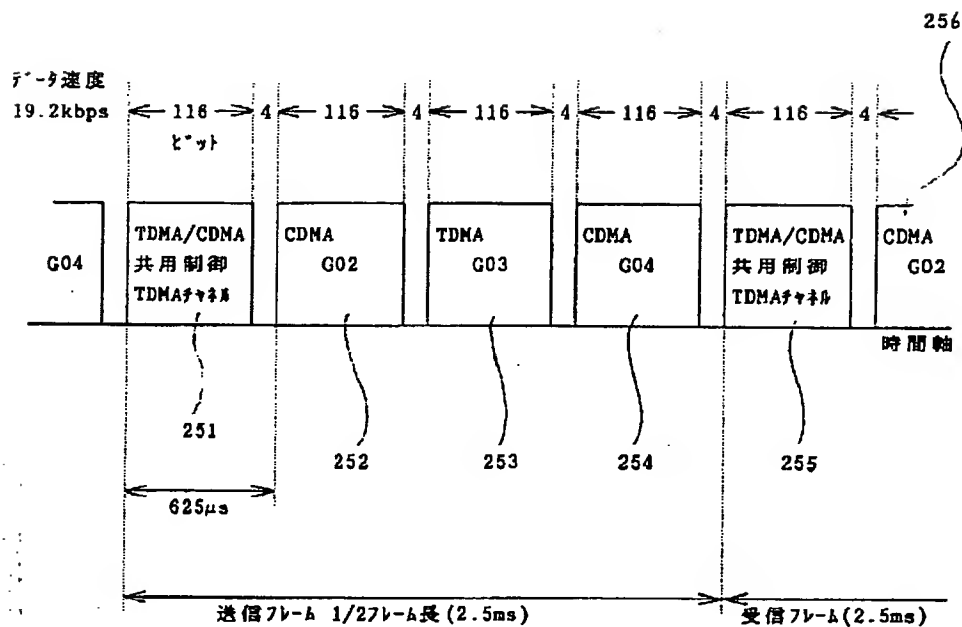 256
データ速度
19.2kbps
116 4 116 4 116 4 116 4 116 4
ビット
G04
TDMA/CDMA
共用制御
TDMAチャネル
CDMA
G02
TDMA
G03
CDMA
G04
TDMA/CDMA
共用制御
TDMAチャネル
CDMA
G02
時間軸
251
252
253
254
255
625μs
送信フレーム 1/2フレーム長(2.5ms)
受信フレーム(2.5ms)